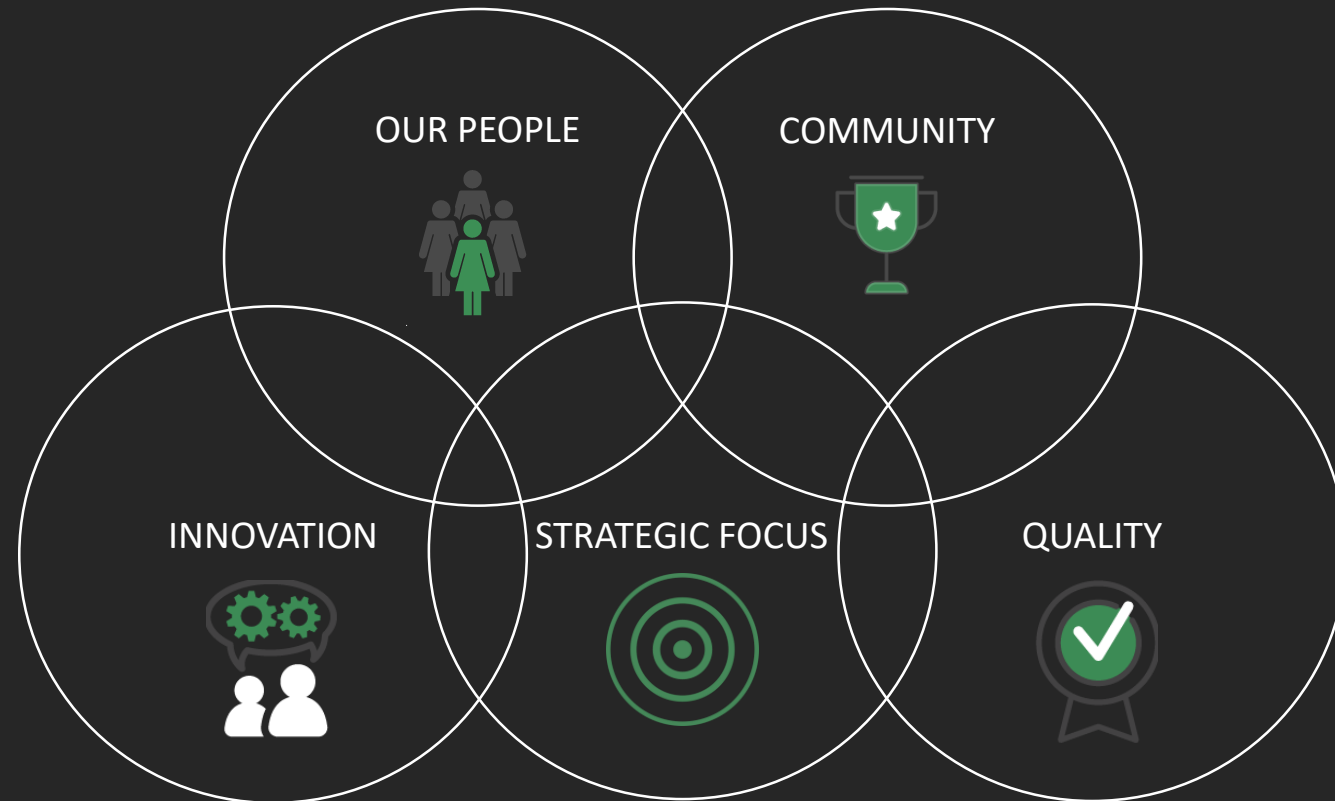 OUR PEOPLE
COMMUNITY
INNOVATION
STRATEGIC FOCUS
QUALITY